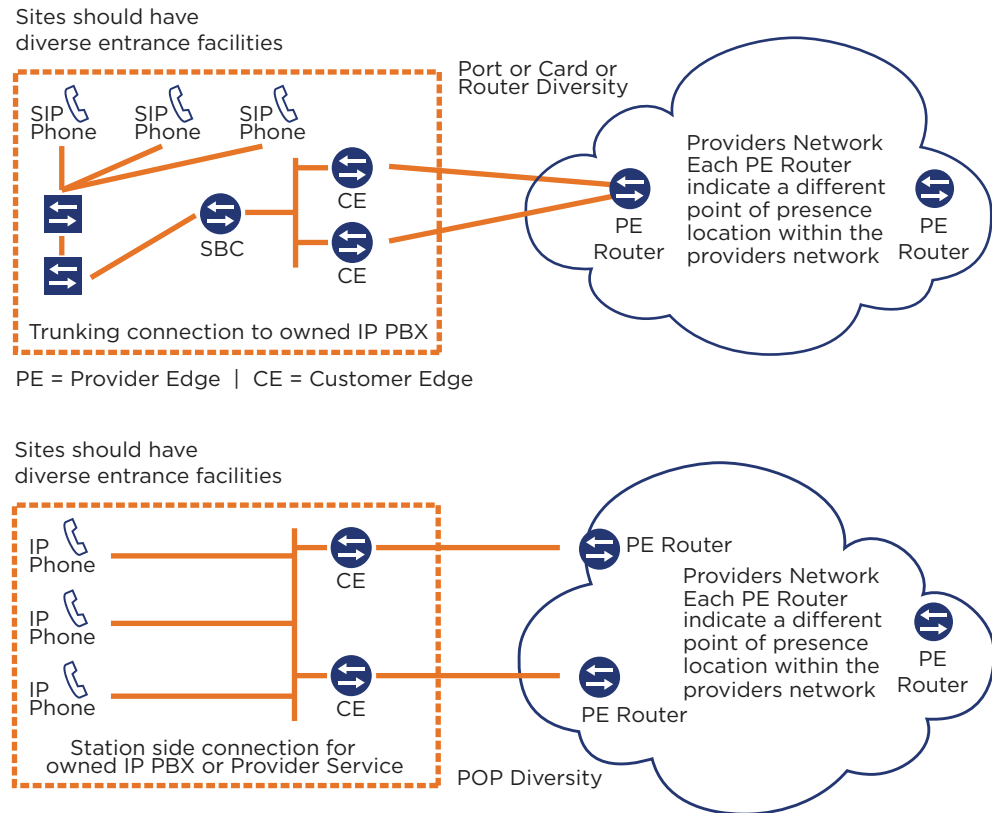 Sites should have
diverse entrance facilities
Port or Card or
Router Diversity
SIP
Phone
SIP
Phone
SIP
Phone
CE
SBC
CE
Trunking connection to owned IP PBX
PE
Router
Providers Network
Each PE Router
indicate a different
point of presence
location within the
providers network
PE
Router
PE = Provider Edge | CE = Customer Edge
Sites should have
diverse entrance facilities
IP
Phone
IP
Phone
IP
Phone
CE
CE
Station side connection for
owned IP PBX or Provider Service
POP Diversity
PE Router
Providers Network
Each PE Router
indicate a different
point of presence
location within the
providers network
PE Router
PE
Router